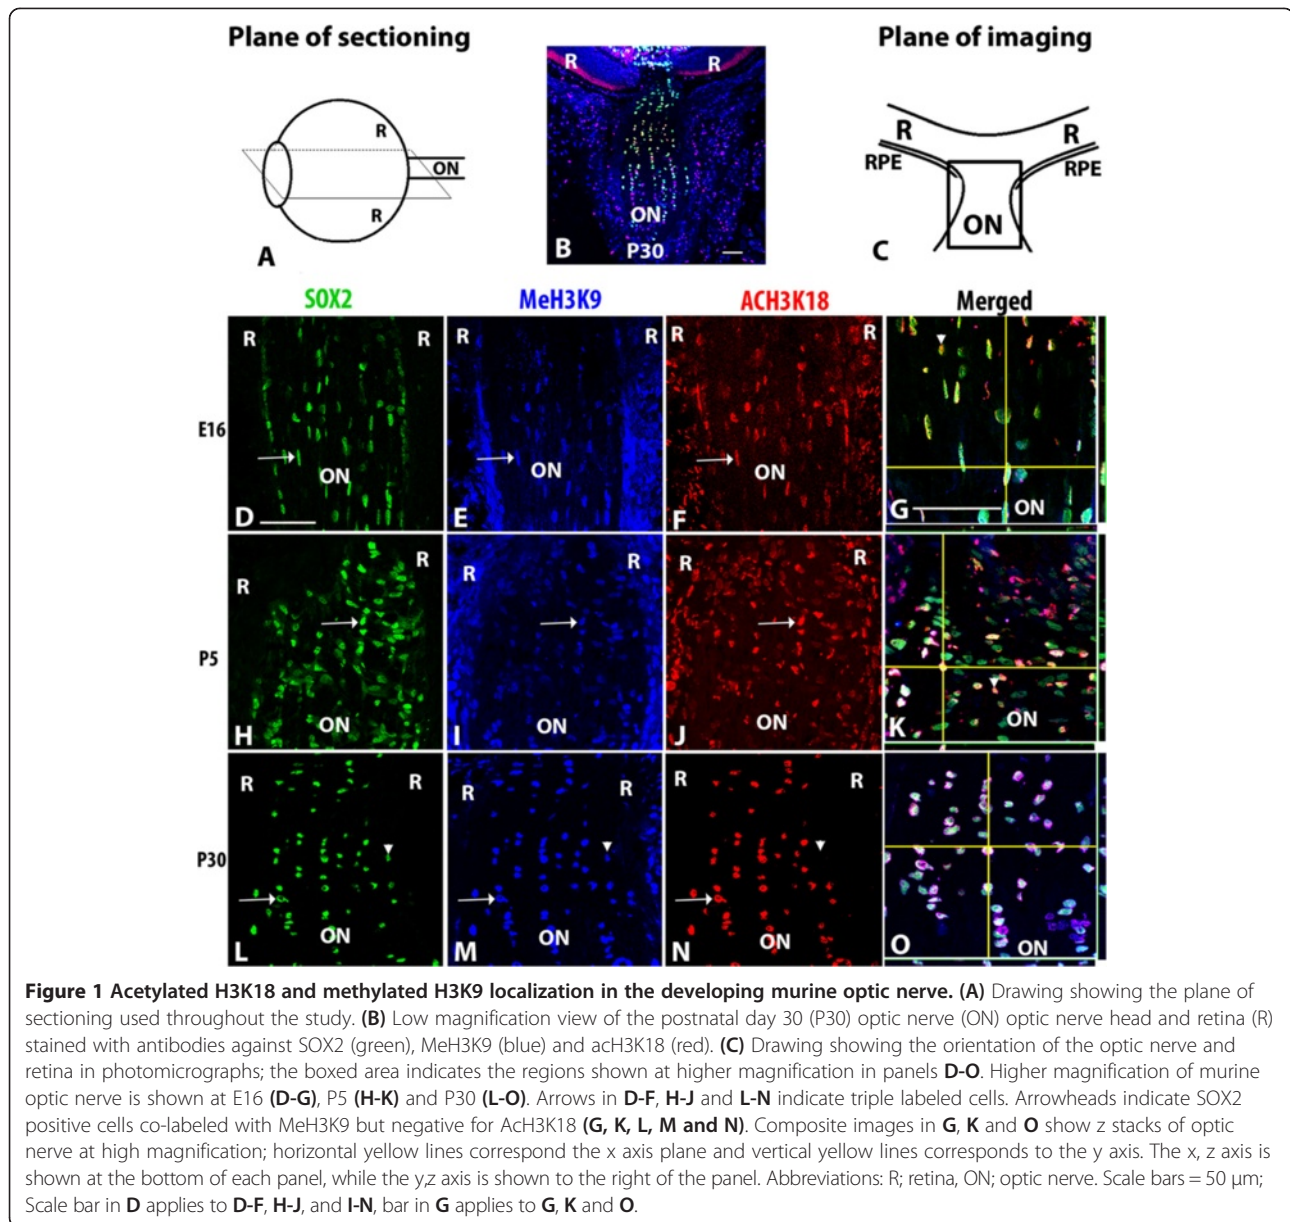 Plane of sectioning
Plane of imaging
R
ON
R
A
R
R
ON
B
P30
R
R
RPE
RPE
ON
C
SOX2
MeH3K9
ACH3K18
Merged
E16
R
R
ON
D
R
R
ON
E
R
R
ON
F
ON
G
P5
R
R
ON
H
R
R
ON
I
R
R
ON
J
ON
K
P30
R
R
ON
L
R
R
ON
M
R
R
ON
N
ON
O
Figure 1 Acetylated H3K18 and methylated H3K9 localization in the developing murine optic nerve. (A) Drawing showing the plane of
sectioning used throughout the study. (B) Low magnification view of the postnatal day 30 (P30) optic nerve (ON) optic nerve head and retina (R)
stained with antibodies against SOX2 (green), MeH3K9 (blue) and acH3K18 (red). (C) Drawing showing the orientation of the optic nerve and
retina in photomicrographs; the boxed area indicates the regions shown at higher magnification in panels D-O. Higher magnification of murine
optic nerve is shown at E16 (D-G), P5 (H-K) and P30 (L-O). Arrows in D-F, H-J and L-N indicate triple labeled cells. Arrowheads indicate SOX2
positive cells co-labeled with MeH3K9 but negative for AcH3K18 (G, K, L, M and N). Composite images in G, K and O show z stacks of optic
nerve at high magnification; horizontal yellow lines correspond the x axis plane and vertical yellow lines corresponds to the y axis. The x, z axis is
shown at the bottom of each panel, while the y,z axis is shown to the right of the panel. Abbreviations: R; retina, ON; optic nerve. Scale bars = 50 μm;
Scale bar in D applies to D-F, H-J, and I-N, bar in G applies to G, K and O.